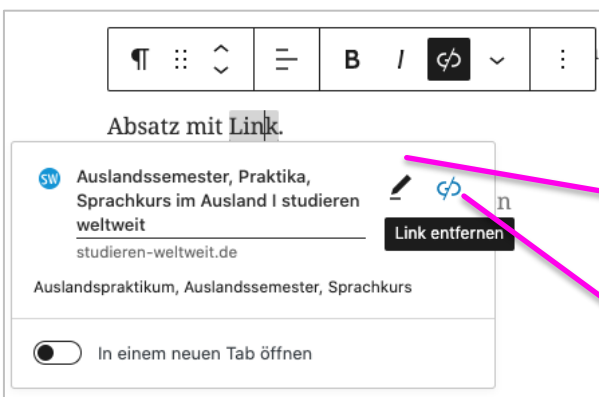 ¶ B I
Absatz mit Link.
SW Auslandssemester, Praktika,
Sprachkurs im Ausland I studieren
weltweit
studieren-weltweit.de
n
Link entfernen
Auslandspraktikum, Auslandssemester, Sprachkurs
In einem neuen Tab öffnen